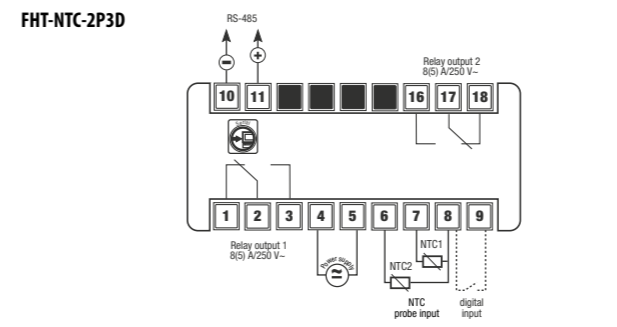 FHT-NTC-2P3D
RS-485
Relay output 2
8(5) A/250 V~
10 11 16 17 18
1 2 3 4 5 6 7 8 9
Relay output 1
8(5) A/250 V~
Power supply
NTC1
NTC2
NTC
probe input
digital
input